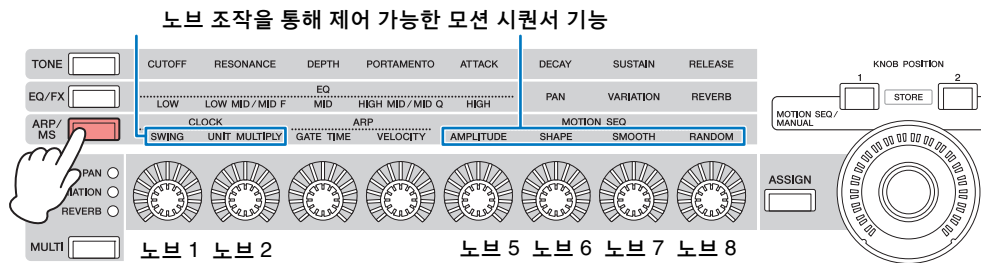 노브 조작을 통해 제어 가능한 모션 시퀀서 기능
TONE CUTOFF RESONANCE DEPTH PORTAMENTO ATTACK DECAY SUSTAIN RELEASE
KNOB POSITION
1 2
STORE
MOTION SEQ/
MANUAL
EQ/FX EQ
LOW LOW MID/MID F MID HIGH MID/MID Q HIGH PAN VARIATION REVERB
ARP/
MS
CLOCK ARP MOTION SEQ
SWING UNIT MULTIPLY GATE TIME VELOCITY AMPLITUDE SHAPE SMOOTH RANDOM
PAN
IATION
REVERB
ASSIGN
MULTI
노브 1 노브 2 노브 5 노브 6 노브 7 노브 8